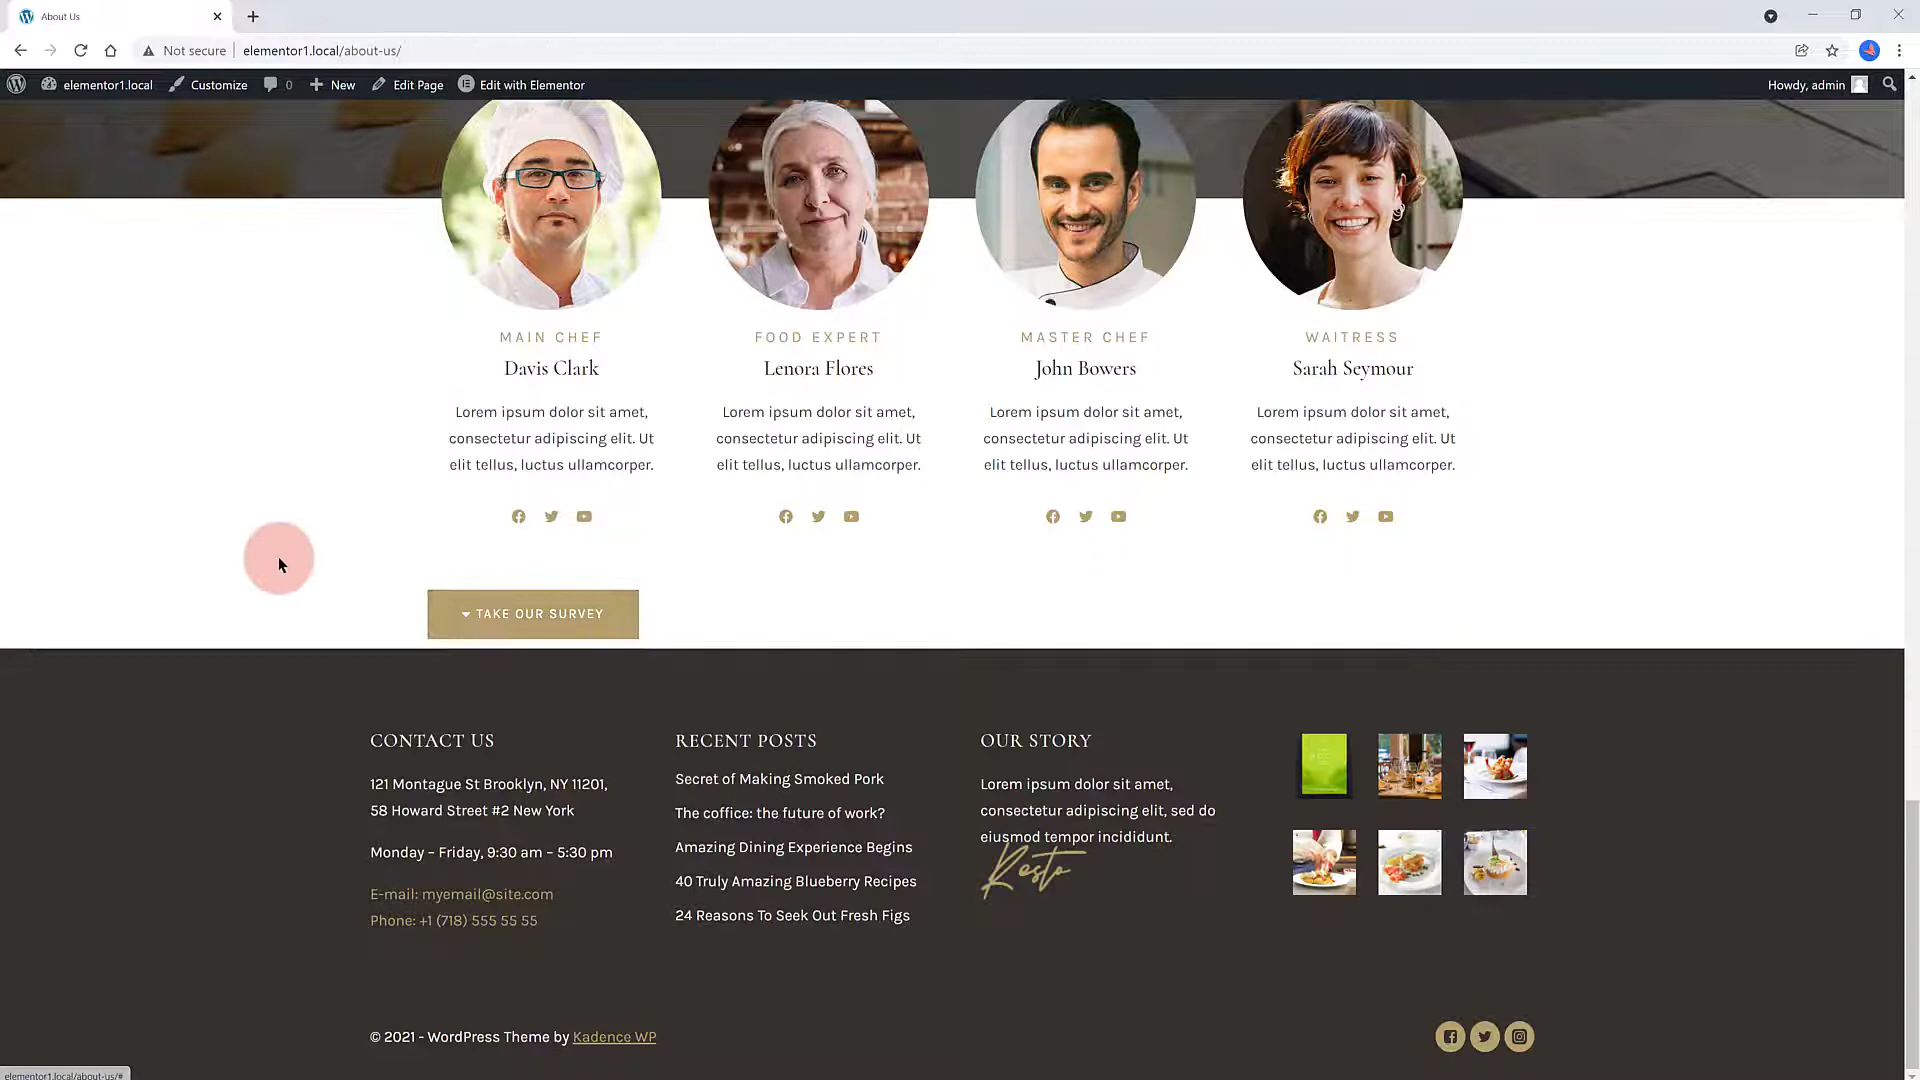 About Us
Not secure
elementor1.local/about-us/
elementor1.local
Customize
0
New
Edit Page
Edit with Elementor
Howdy, admin
MAIN CHEF
FOOD EXPERT
MASTER CHEF
WAITRESS
Davis Clark
Lenora Flores
John Bowers
Sarah Seymour
Lorem ipsum dolor sit amet,
consectetur adipiscing elit. Ut
elit tellus, luctus ullamcorper.
Lorem ipsum dolor sit amet,
consectetur adipiscing elit. Ut
elit tellus, luctus ullamcorper.
Lorem ipsum dolor sit amet,
consectetur adipiscing elit. Ut
elit tellus, luctus ullamcorper.
Lorem ipsum dolor sit amet,
consectetur adipiscing elit. Ut
elit tellus, luctus ullamcorper.
TAKE OUR SURVEY
CONTACT US
121 Montague St Brooklyn, NY 11201,
58 Howard Street #2 New York
Monday – Friday, 9:30 am – 5:30 pm
E-mail: myemail@site.com
Phone: +1 (718) 555 55 55
RECENT POSTS
Secret of Making Smoked Pork
The coffice: the future of work?
Amazing Dining Experience Begins
40 Truly Amazing Blueberry Recipes
24 Reasons To Seek Out Fresh Figs
OUR STORY
Lorem ipsum dolor sit amet,
consectetur adipiscing elit, sed do
eiusmod tempor incididunt.
Resto
© 2021 - WordPress Theme by Kadence WP
elementor1.local/about-us/#